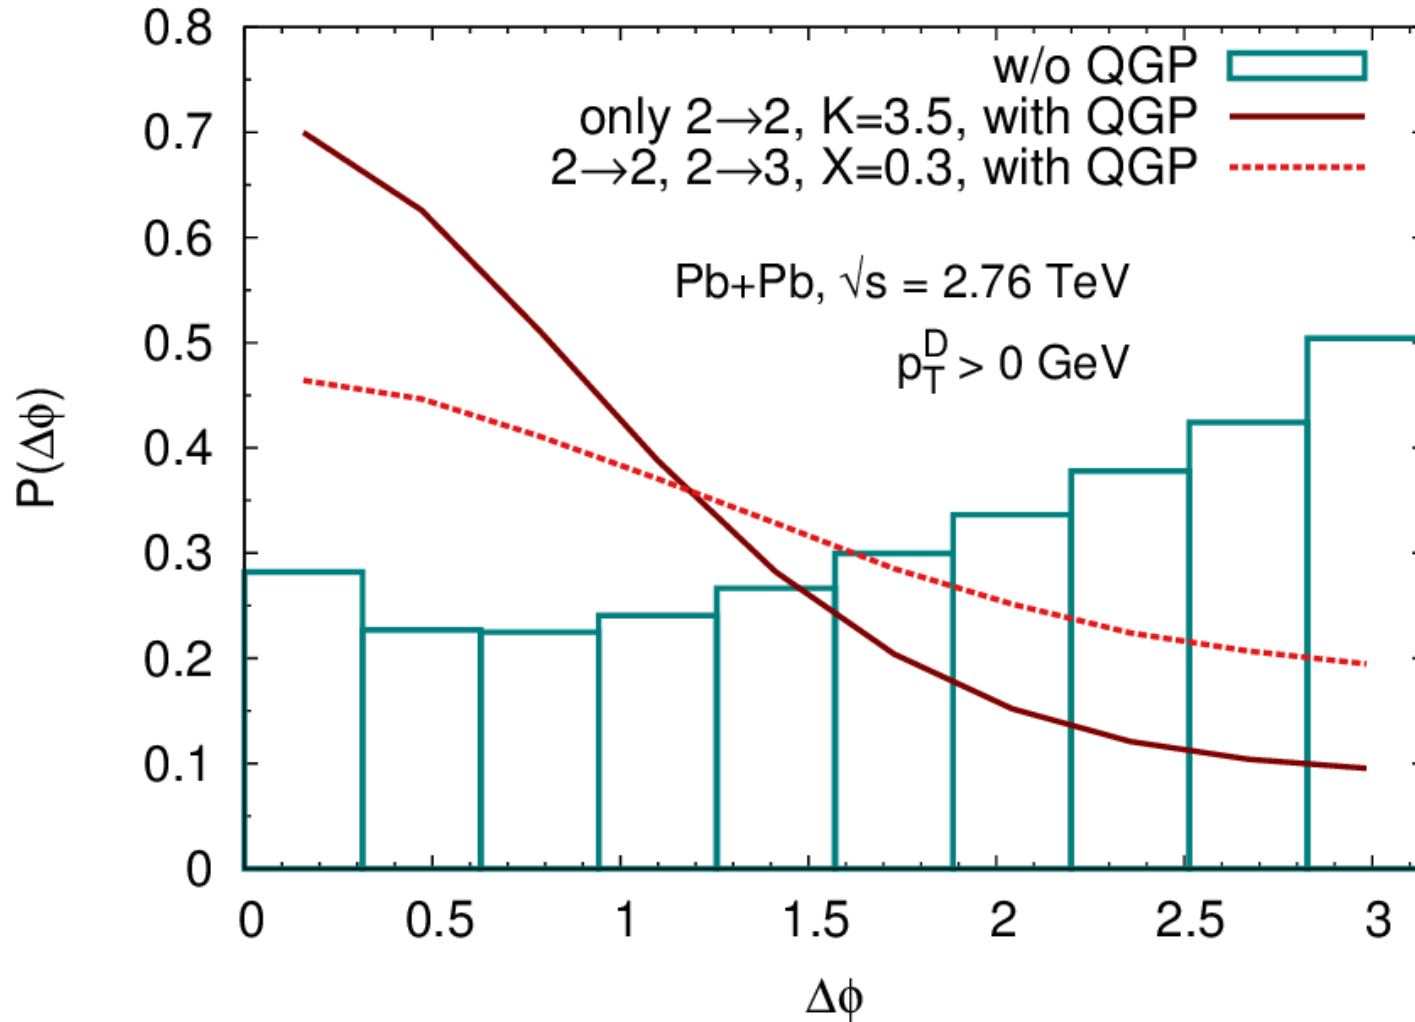 0.8
0.7
0.6
0.5
0.4
0.3
0.2
0.1
0
P(Δϕ)
w/o QGP
only 2→2, K=3.5, with QGP
2→2, 2→3, X=0.3, with QGP
Pb+Pb, √s = 2.76 TeV
p_T^D > 0 GeV
0 0.5 1 1.5 2 2.5 3
Δϕ